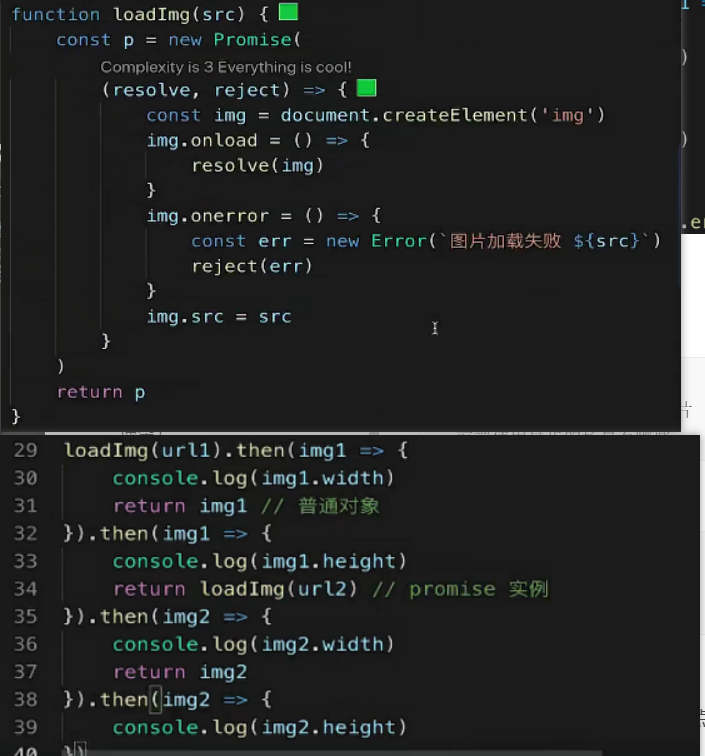 function loadImg(src) {
const p = new Promise(
Complexity is 3 Everything is cool!
(resolve, reject) => {
const img = document.createElement('img')
img.onload = () => {
resolve(img)
}
img.onerror = () => {
const err = new Error(`图片加载失败 ${src}`)
reject(err)
}
img.src = src
}
)
return p
}
29 loadImg(url1).then(img1 => {
30 console.log(img1.width)
31 return img1 // 普通对象
32 }).then(img1 => {
33 console.log(img1.height)
34 return loadImg(url2) // promise 实例
35 }).then(img2 => {
36 console.log(img2.width)
37 return img2
38 }).then(img2 => {
39 console.log(img2.height)
40 })